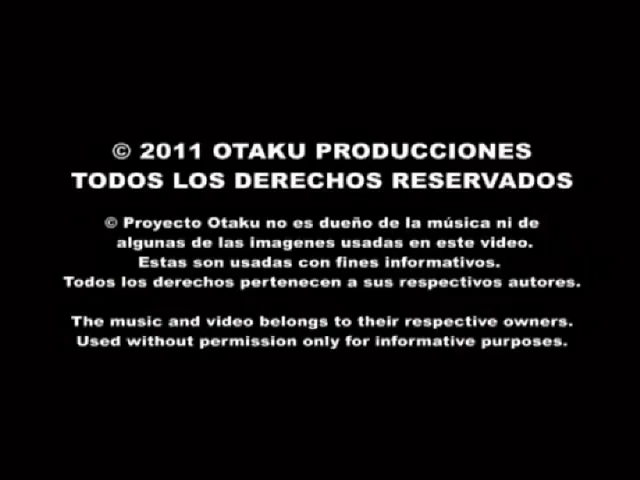 © 2011 OTAKU PRODUCCIONES
TODOS LOS DERECHOS RESERVADOS
© Proyecto Otaku no es dueño de la música ni de
algunas de las imagenes usadas en este video.
Estas son usadas con fines informativos.
Todos los derechos pertenecen a sus respectivos autores.
The music and video belongs to their respective owners.
Used without permission only for informative purposes.